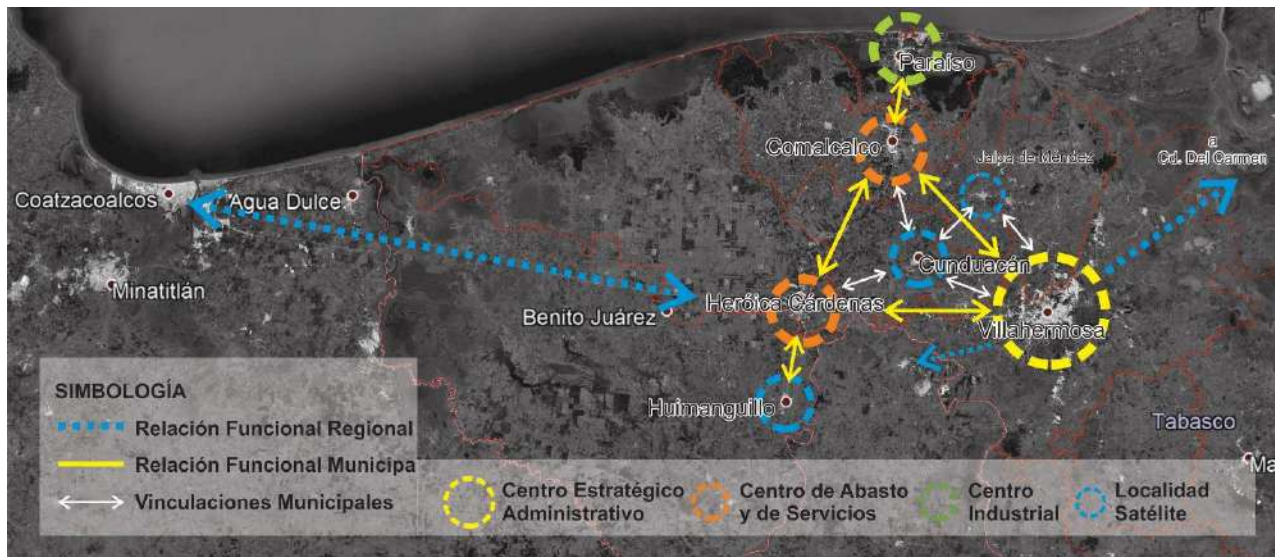 Paraíso
Comalcalco
Jalpa de Méndez
a
Cd. Del Carmen
Coatzacoalcos
Agua Dulce
Cunduacán
Minatitlán
Benito Juárez
Heróica Cárdenas
Villahermosa
Huimanguillo
Tabasco
Ma
SIMBOLOGÍA
Relación Funcional Regional
Relación Funcional Municipa
Vinculaciones Municipales
Centro Estratégico
Administrativo
Centro de Abasto
y de Servicios
Centro
Industrial
Localidad
Satélite